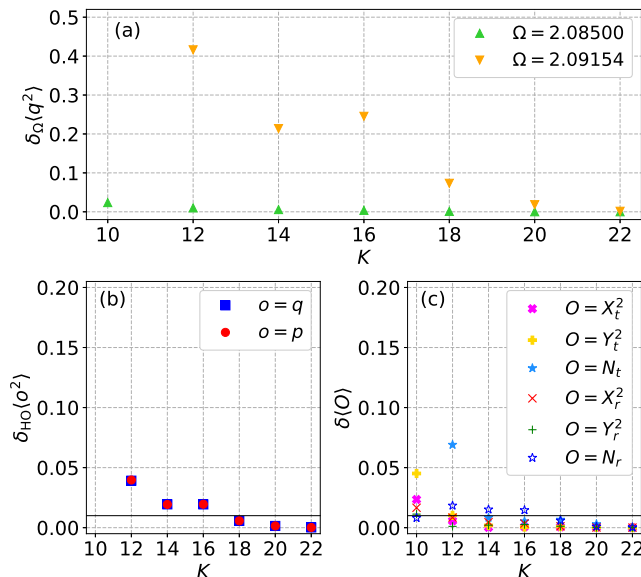 (a)
Ω = 2.08500
Ω = 2.09154
δ_Ω⟨q²⟩
0.5
0.4
0.3
0.2
0.1
0.0
10 12 14 16 18 20 22
K
(b)
o = q
o = p
δ_HO⟨o²⟩
0.20
0.15
0.10
0.05
0.00
10 12 14 16 18 20 22
K
(c)
O = X_t²
O = Y_t²
O = N_t
O = X_r²
O = Y_r²
O = N_r
δ⟨O⟩
0.20
0.15
0.10
0.05
0.00
10 12 14 16 18 20 22
K